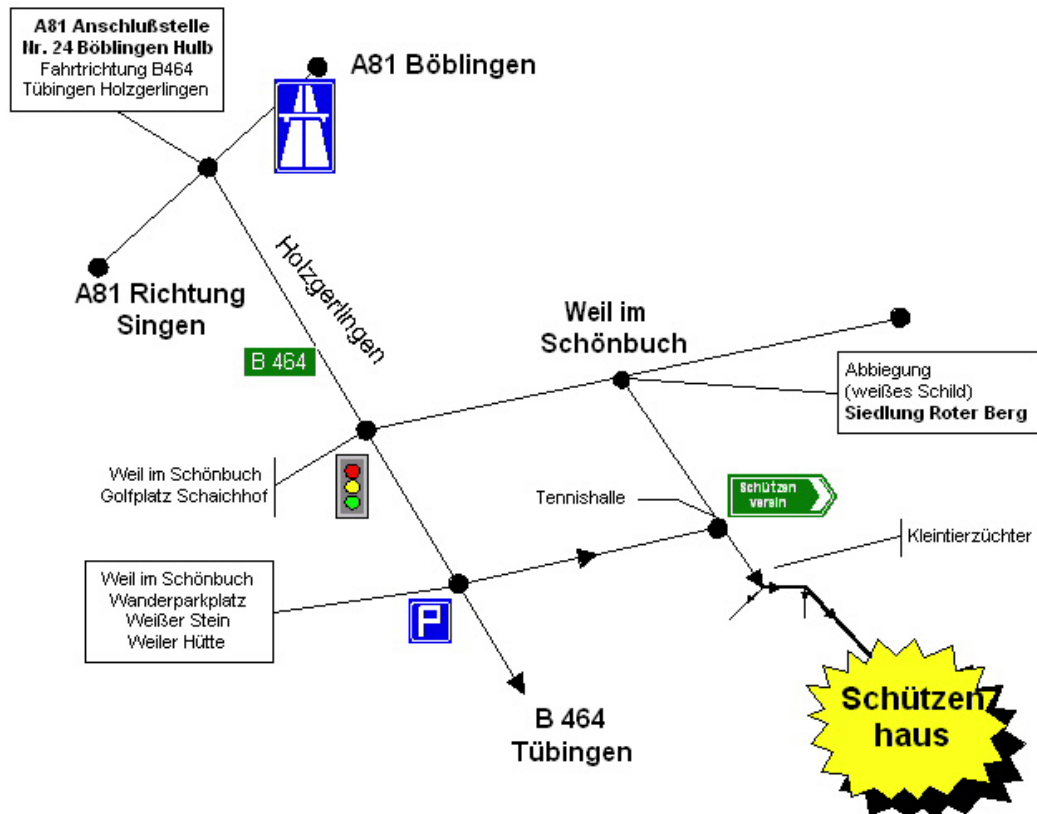 A81 Anschlußstelle
Nr. 24 Böblingen Hulb
Fahrtrichtung B464
Tübingen Holzgerlingen
A81 Böblingen
A81 Richtung
Singen
Holzgerlingen
B 464
Weil im
Schönbuch
Abbiegung
(weißes Schild)
Siedlung Roter Berg
Weil im Schönbuch
Golfplatz Schaichhof
Tennishalle
Schützen
verein
Kleintierzüchter
Weil im Schönbuch
Wanderparkplatz
Weißer Stein
Weiler Hütte
P
B 464
Tübingen
Schützen
haus